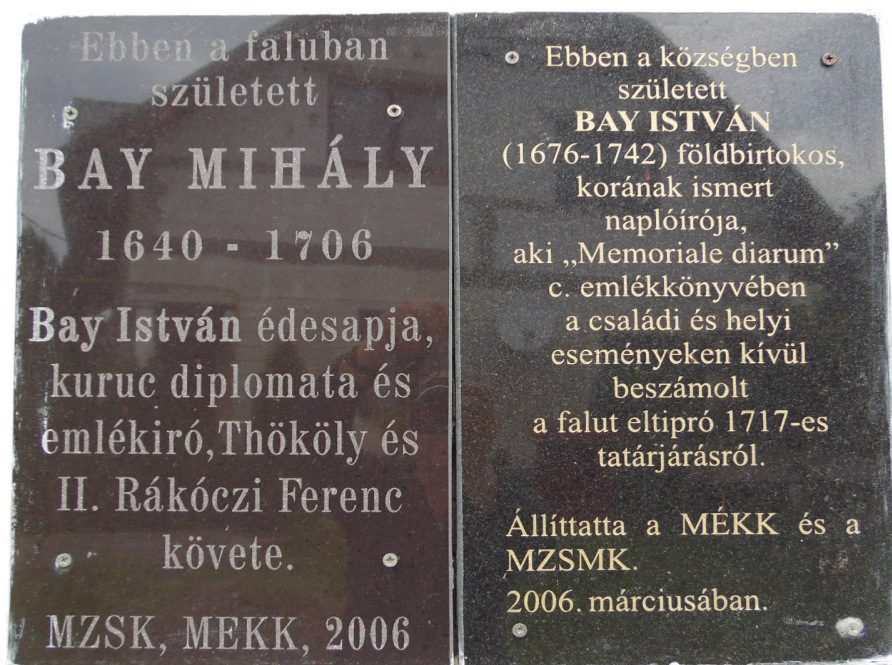 Ebben a faluban
született
BAY MIHÁLY
1640 - 1706
Bay István édesapja,
kuruc diplomata és
emlékiró, Thököly és
II. Rákóczi Ferenc
követe.
MZSK, MEKK, 2006
Ebben a községben
született
BAY ISTVÁN
(1676-1742) földbirtokos,
korának ismert
naplóírója,
aki „Memoriale diarum”
c. emlékkönyvében
a családi és helyi
eseményeken kívül
beszámolt
a falut eltipró 1717-es
tatárjárásról.
Állíttatta a MÉKK és a
MZSMK.
2006. márciusában.